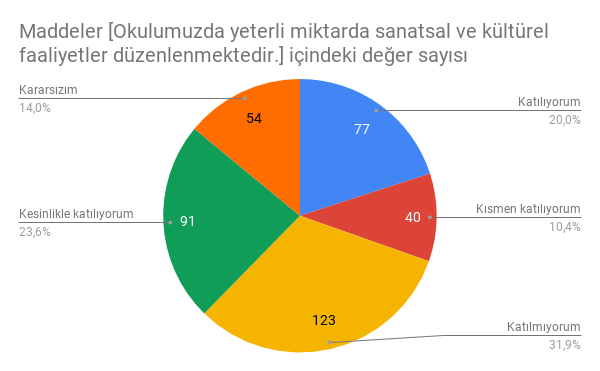 Maddeler [Okulumuzda yeterli miktarda sanatsal ve kültürel
faaliyetler düzenlenmektedir.] içindeki değer sayısı
Kararsızım
14,0%
54
Katılıyorum
20,0%
77
Kısmen katılıyorum
10,4%
40
Kesinlikle katılıyorum
23,6%
91
Katılmıyorum
31,9%
123